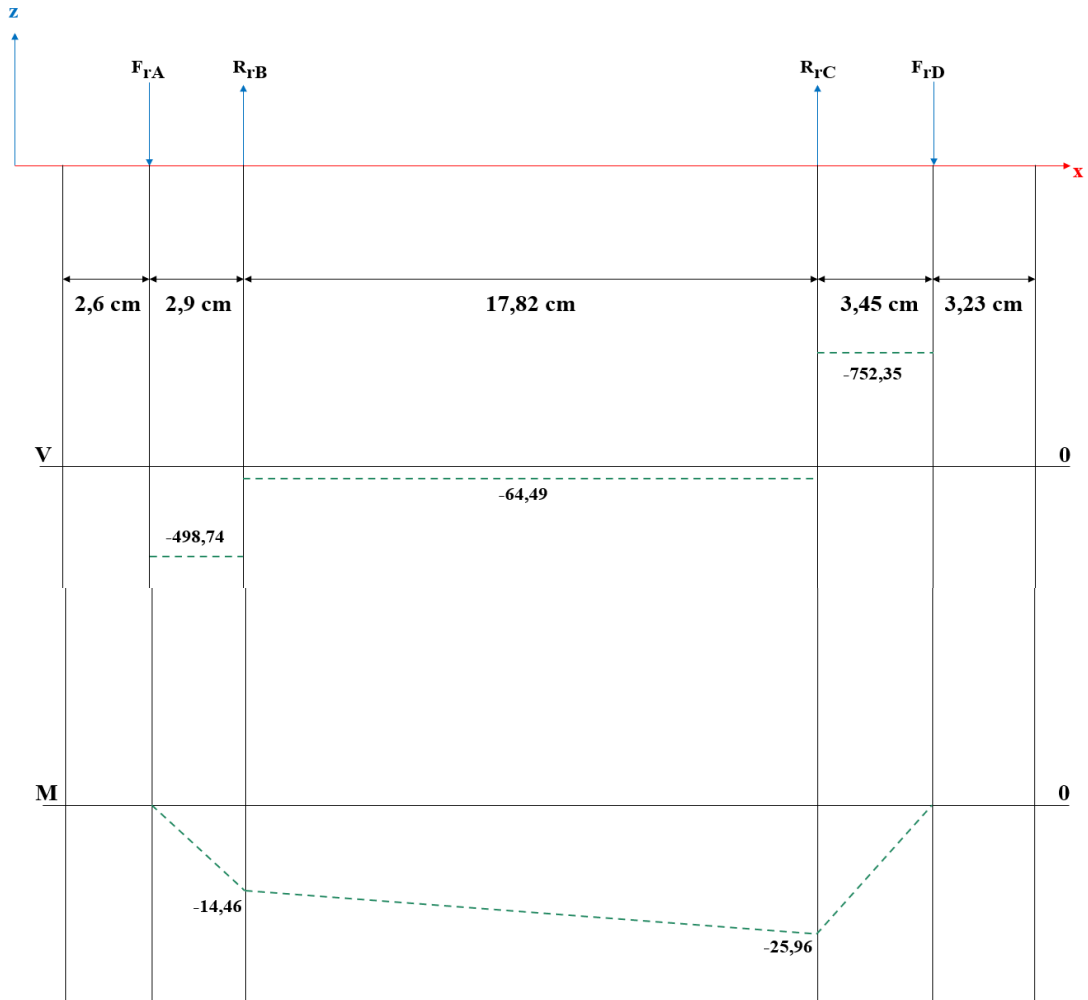 z
FrA
RrB
RrC
FrD
x
2,6 cm
2,9 cm
17,82 cm
3,45 cm
3,23 cm
-752,35
V
0
-64,49
-498,74
M
0
-14,46
-25,96